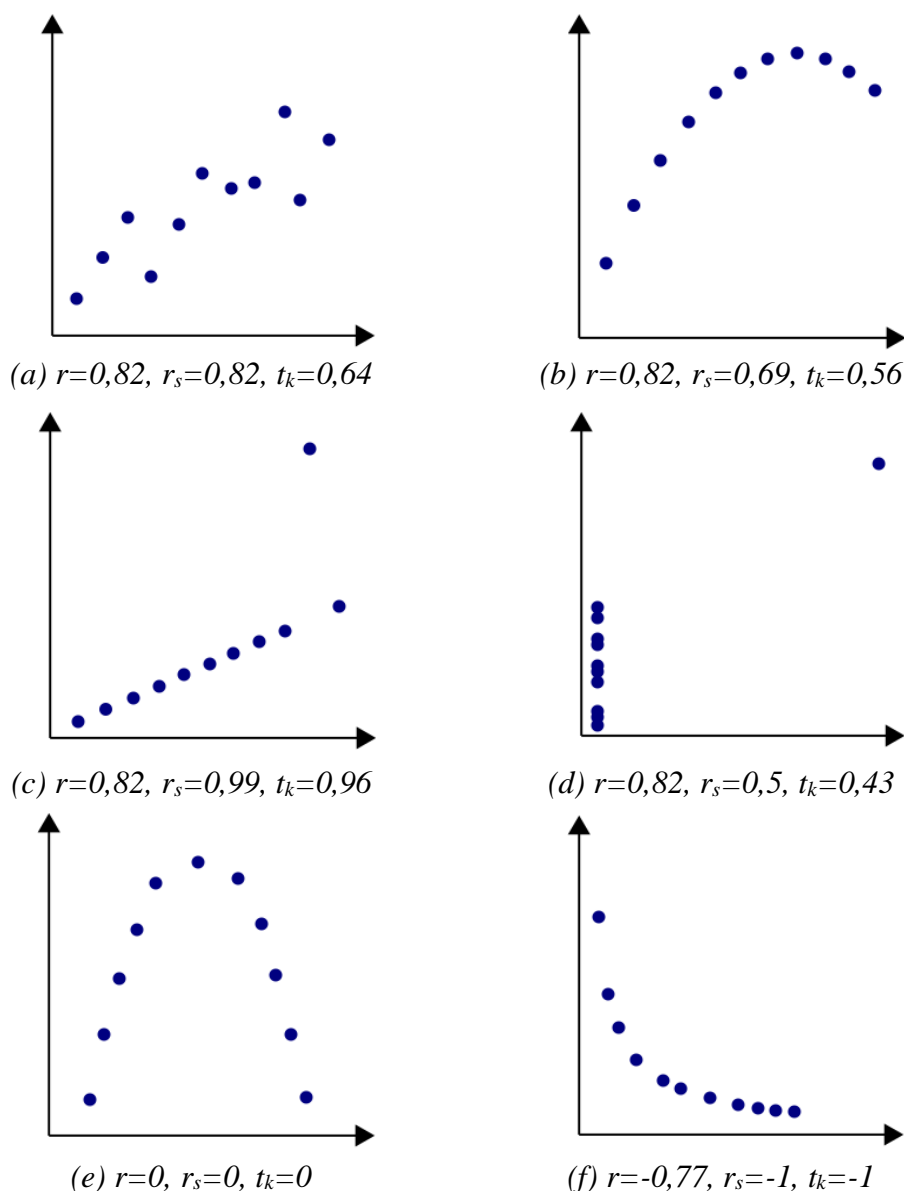 (a) r=0,82, rs=0,82, tk=0,64
(b) r=0,82, rs=0,69, tk=0,56
(c) r=0,82, rs=0,99, tk=0,96
(d) r=0,82, rs=0,5, tk=0,43
(e) r=0, rs=0, tk=0
(f) r=-0,77, rs=-1, tk=-1